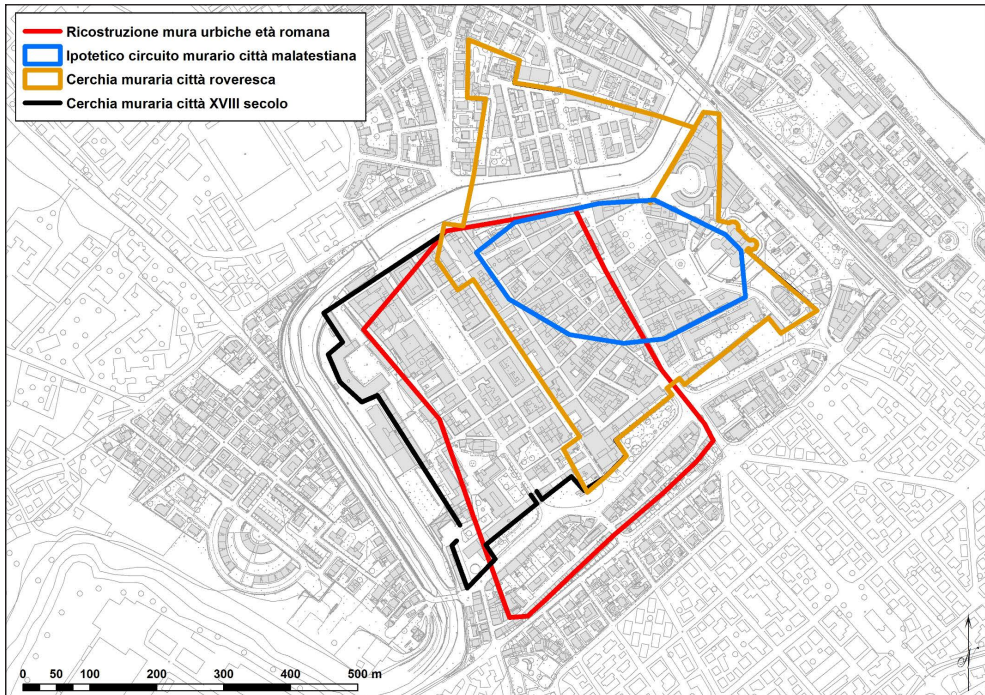 Ricostruzione mura urbiche età romana
Ipotetico circuito murario città malatestiana
Cerchia muraria città roveresca
Cerchia muraria città XVIII secolo
0 50 100 200 300 400 500 m